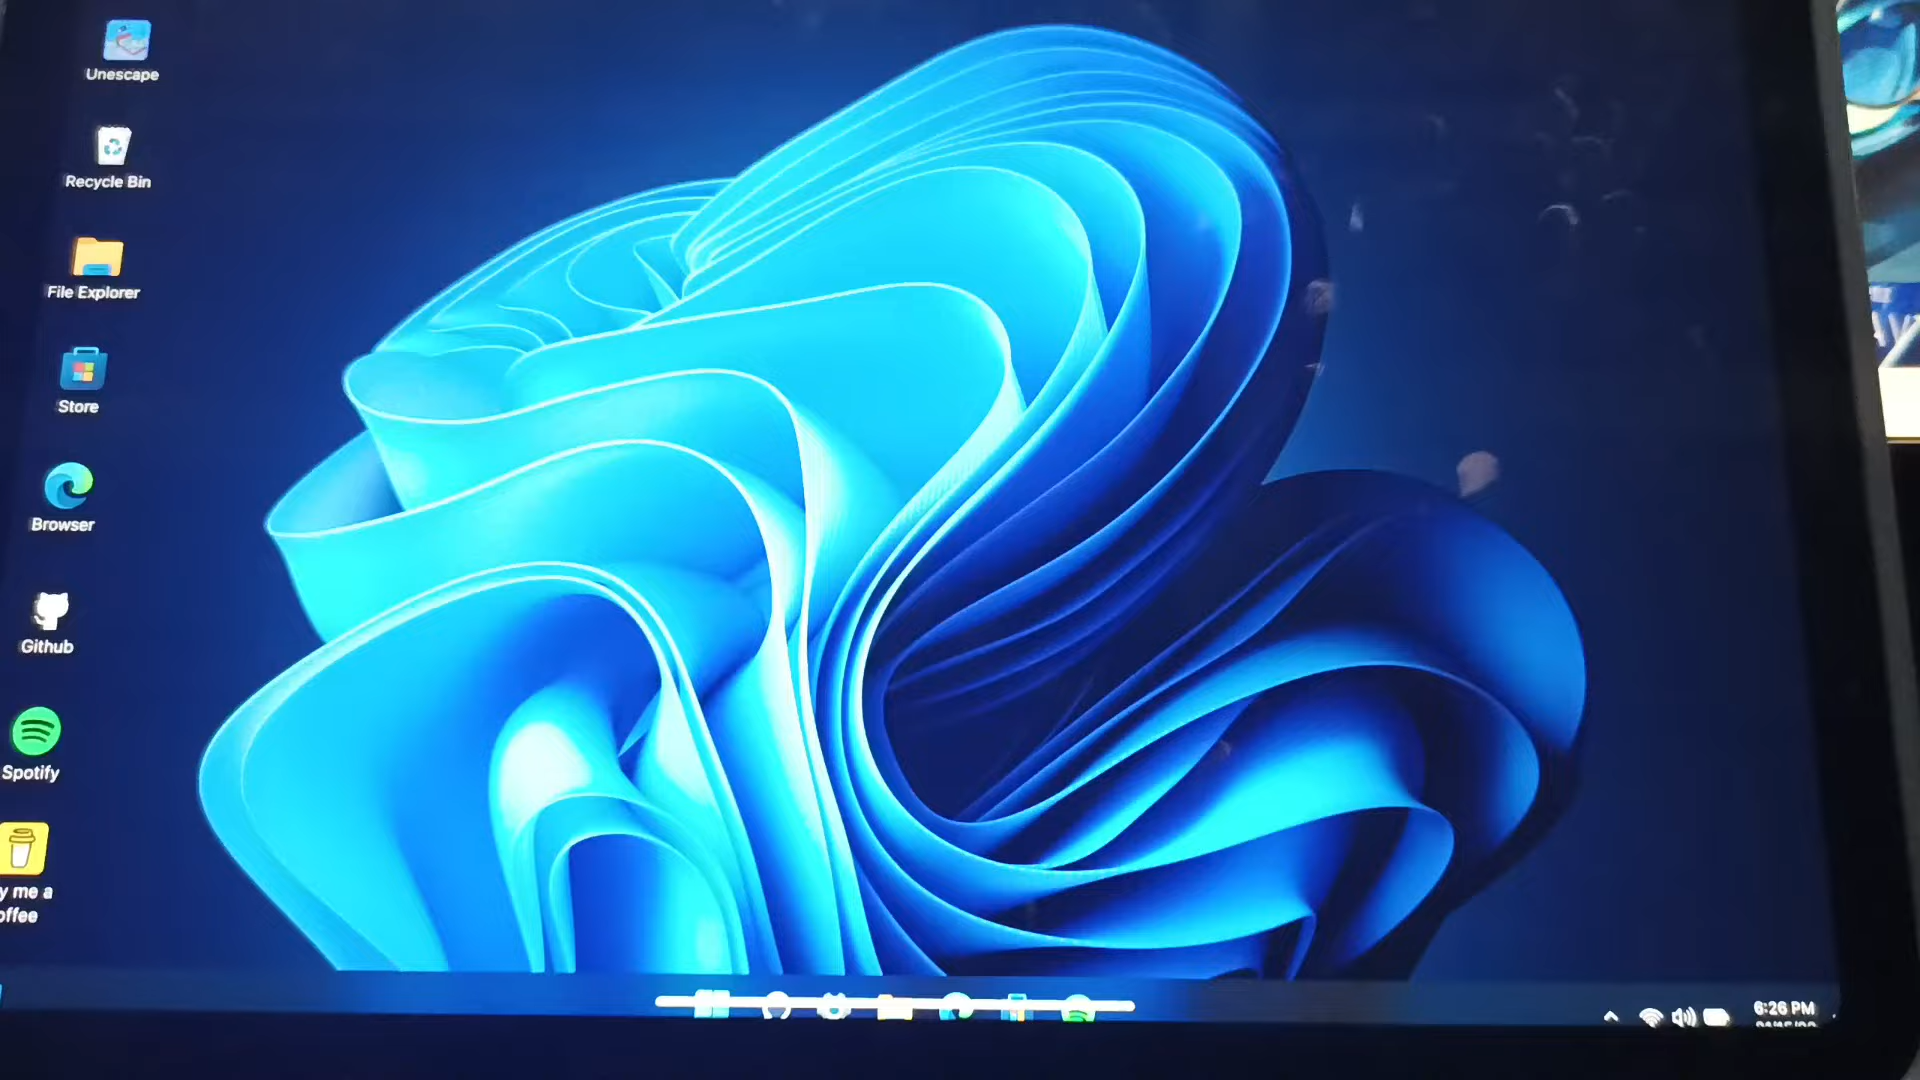 Unescape
Recycle Bin
File Explorer
Store
Browser
Github
Spotify
y me a
offee
6:26 PM